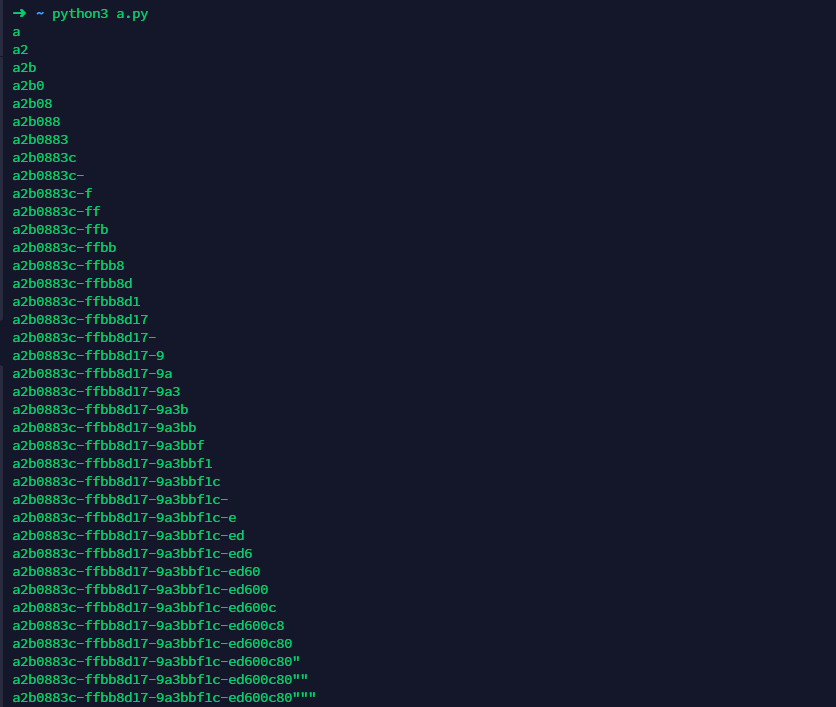 ➜ ~ python3 a.py
a
a2
a2b
a2b0
a2b08
a2b088
a2b0883
a2b0883c
a2b0883c-
a2b0883c-f
a2b0883c-ff
a2b0883c-ffb
a2b0883c-ffbb
a2b0883c-ffbb8
a2b0883c-ffbb8d
a2b0883c-ffbb8d1
a2b0883c-ffbb8d17
a2b0883c-ffbb8d17-
a2b0883c-ffbb8d17-9
a2b0883c-ffbb8d17-9a
a2b0883c-ffbb8d17-9a3
a2b0883c-ffbb8d17-9a3b
a2b0883c-ffbb8d17-9a3bb
a2b0883c-ffbb8d17-9a3bbf
a2b0883c-ffbb8d17-9a3bbf1
a2b0883c-ffbb8d17-9a3bbf1c
a2b0883c-ffbb8d17-9a3bbf1c-
a2b0883c-ffbb8d17-9a3bbf1c-e
a2b0883c-ffbb8d17-9a3bbf1c-ed
a2b0883c-ffbb8d17-9a3bbf1c-ed6
a2b0883c-ffbb8d17-9a3bbf1c-ed60
a2b0883c-ffbb8d17-9a3bbf1c-ed600
a2b0883c-ffbb8d17-9a3bbf1c-ed600c
a2b0883c-ffbb8d17-9a3bbf1c-ed600c8
a2b0883c-ffbb8d17-9a3bbf1c-ed600c80
a2b0883c-ffbb8d17-9a3bbf1c-ed600c80"
a2b0883c-ffbb8d17-9a3bbf1c-ed600c80""
a2b0883c-ffbb8d17-9a3bbf1c-ed600c80"""